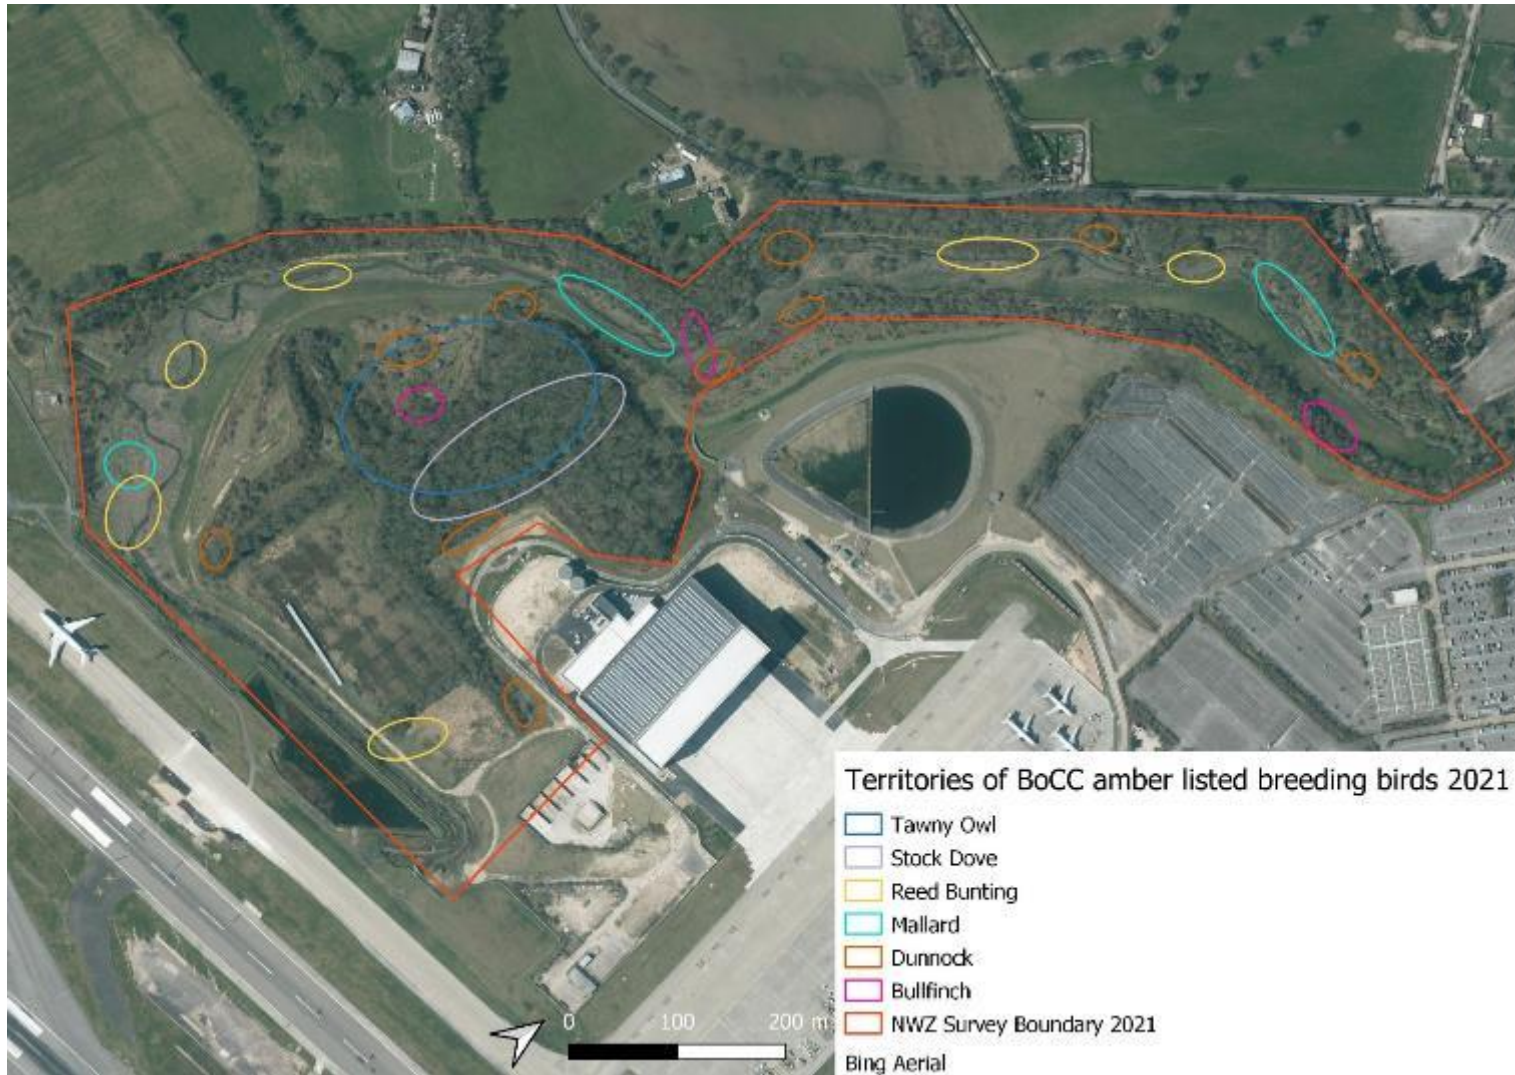 Territories of BoCC amber listed breeding birds 2021
Tawny Owl
Stock Dove
Reed Bunting
Mallard
Dunnock
Bullfinch
NWZ Survey Boundary 2021
Bing Aerial
0 100 200 m